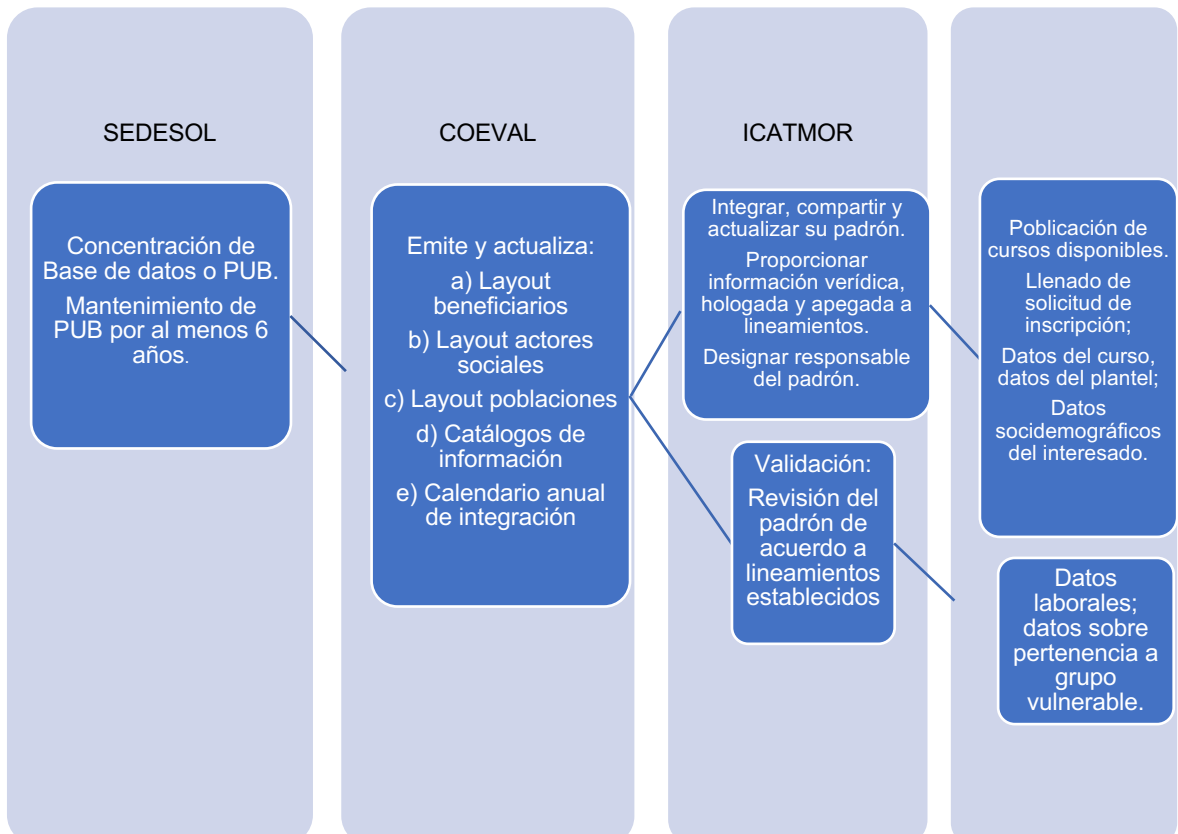 SEDESOL
Concentración de
Base de datos o PUB.
Mantenimiento de
PUB por al menos 6
años.
COEVAL
Emite y actualiza:
a) Layout
beneficiarios
b) Layout actores
sociales
c) Layout poblaciones
d) Catálogos de
información
e) Calendario anual
de integración
ICATMOR
Integrar, compartir y
actualizar su padrón.
Proporcionar
información verídica,
hologada y apegada a
lineamientos.
Designar responsable
del padrón.
Validación:
Revisión del
padrón de
acuerdo a
lineamientos
establecidos
Poblicación de
cursos disponibles.
Llenado de
solicitud de
inscripción;
Datos del curso,
datos del plantel;
Datos
socidemográficos
del interesado.
Datos
laborales;
datos sobre
pertenencia a
grupo
vulnerable.